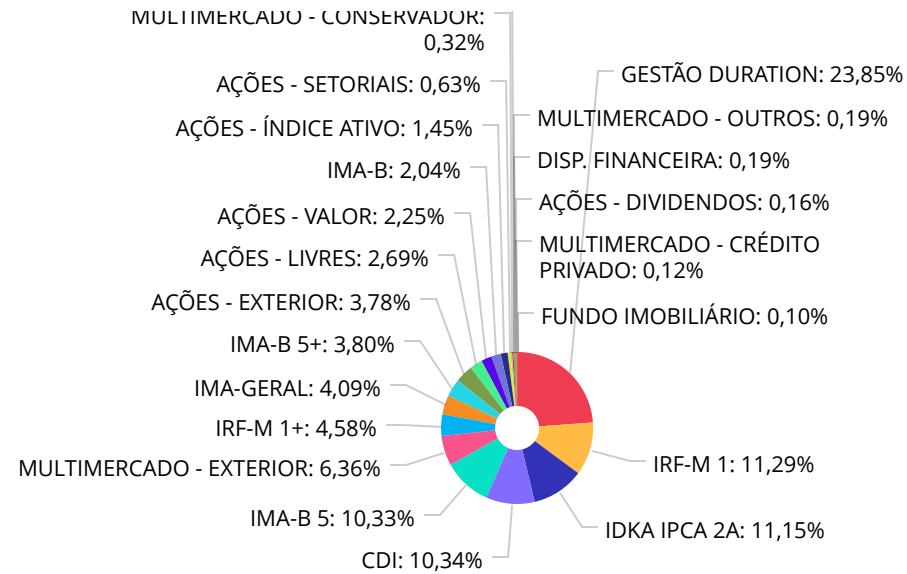 MULTIMERCADO - CONSERVADOR:
0,32%
AÇÕES - SETORIAIS: 0,63%
AÇÕES - ÍNDICE ATIVO: 1,45%
IMA-B: 2,04%
AÇÕES - VALOR: 2,25%
AÇÕES - LIVRES: 2,69%
AÇÕES - EXTERIOR: 3,78%
IMA-B 5+: 3,80%
IMA-GERAL: 4,09%
IRF-M 1+: 4,58%
MULTIMERCADO - EXTERIOR: 6,36%
IMA-B 5: 10,33%
CDI: 10,34%
GESTÃO DURATION: 23,85%
MULTIMERCADO - OUTROS: 0,19%
DISP. FINANCEIRA: 0,19%
AÇÕES - DIVIDENDOS: 0,16%
MULTIMERCADO - CRÉDITO
PRIVADO: 0,12%
FUNDO IMOBILIÁRIO: 0,10%
IRF-M 1: 11,29%
IDKA IPCA 2A: 11,15%